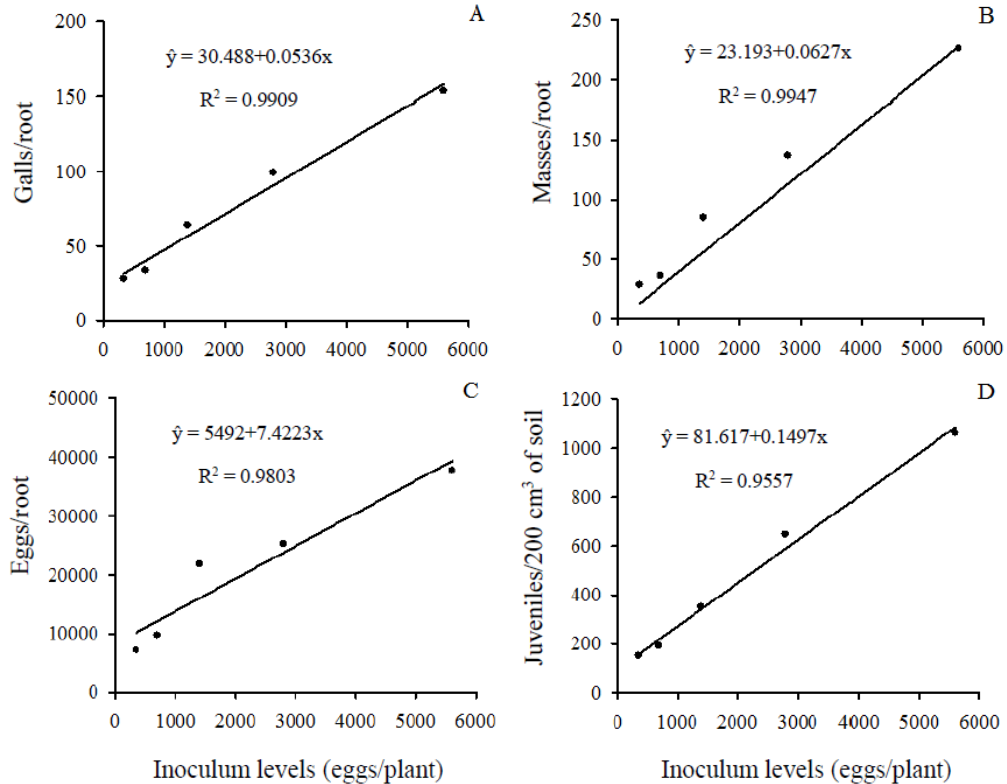 A
200
150
100
50
0
Galls/root
ŷ = 30.488+0.0536x
R² = 0.9909
0 1000 2000 3000 4000 5000 6000
B
250
200
150
100
50
0
Masses/root
ŷ = 23.193+0.0627x
R² = 0.9947
0 1000 2000 3000 4000 5000 6000
C
50000
40000
30000
20000
10000
0
Eggs/root
ŷ = 5492+7.4223x
R² = 0.9803
0 1000 2000 3000 4000 5000 6000
Inoculum levels (eggs/plant)
D
1200
1000
800
600
400
200
0
Juveniles/200 cm³ of soil
ŷ = 81.617+0.1497x
R² = 0.9557
0 1000 2000 3000 4000 5000 6000
Inoculum levels (eggs/plant)